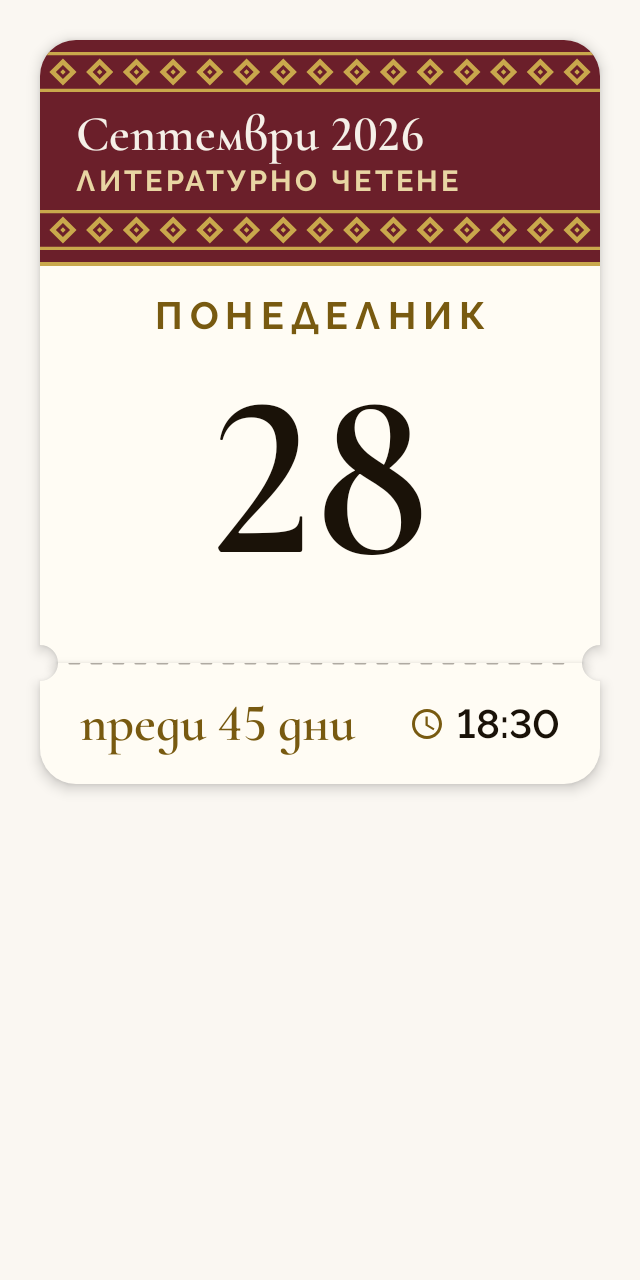 Септември 2026
ЛИТЕРАТУРНО ЧЕТЕНЕ
ПОНЕДЕЛНИК
28
преди 45 дни
18:30